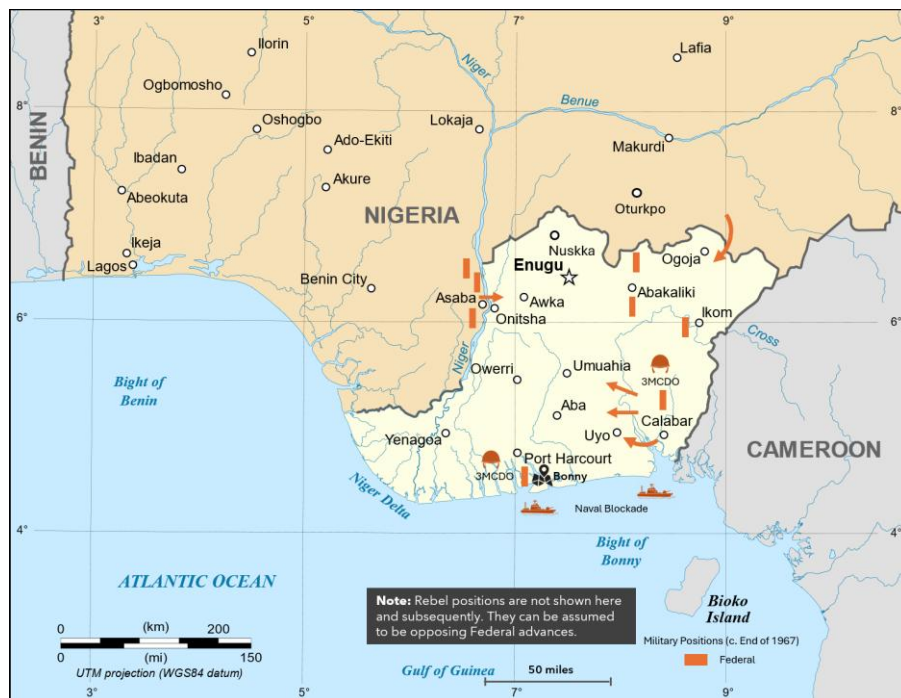 3°
5°
7°
9°
Ilorin
Ogbomosho
8°
Oshogbo
Ibadan
Abeokuta
Ado-Ekiti
Akure
Lokaja
Niger
Benue
Lafia
8°
Makurdi
Oturkpo
BENIN
NIGERIA
Ikeja
Lagos
Benin City
Nuskka
Enugu
Ogoja
Asaba
Awka
Abakaliki
Onitsha
Ikom
6°
6°
Cross
Niger
Owerri
Umuahia
3MCDO
Bight of
Benin
Aba
Calabar
Yenagoa
Uyo
CAMEROON
Port Harcourt
3MCDO
Bonny
Niger Delta
Naval Blockade
4°
4°
Bight of
Bonny
ATLANTIC OCEAN
Note: Rebel positions are not shown here
and subsequently. They can be assumed
to be opposing Federal advances.
Bioko
Island
0 (km) 200
0 (mi) 150
UTM projection (WGS84 datum)
Military Positions (c. End of 1967)
Federal
Gulf of Guinea
50 miles
3°
5°
7°
9°